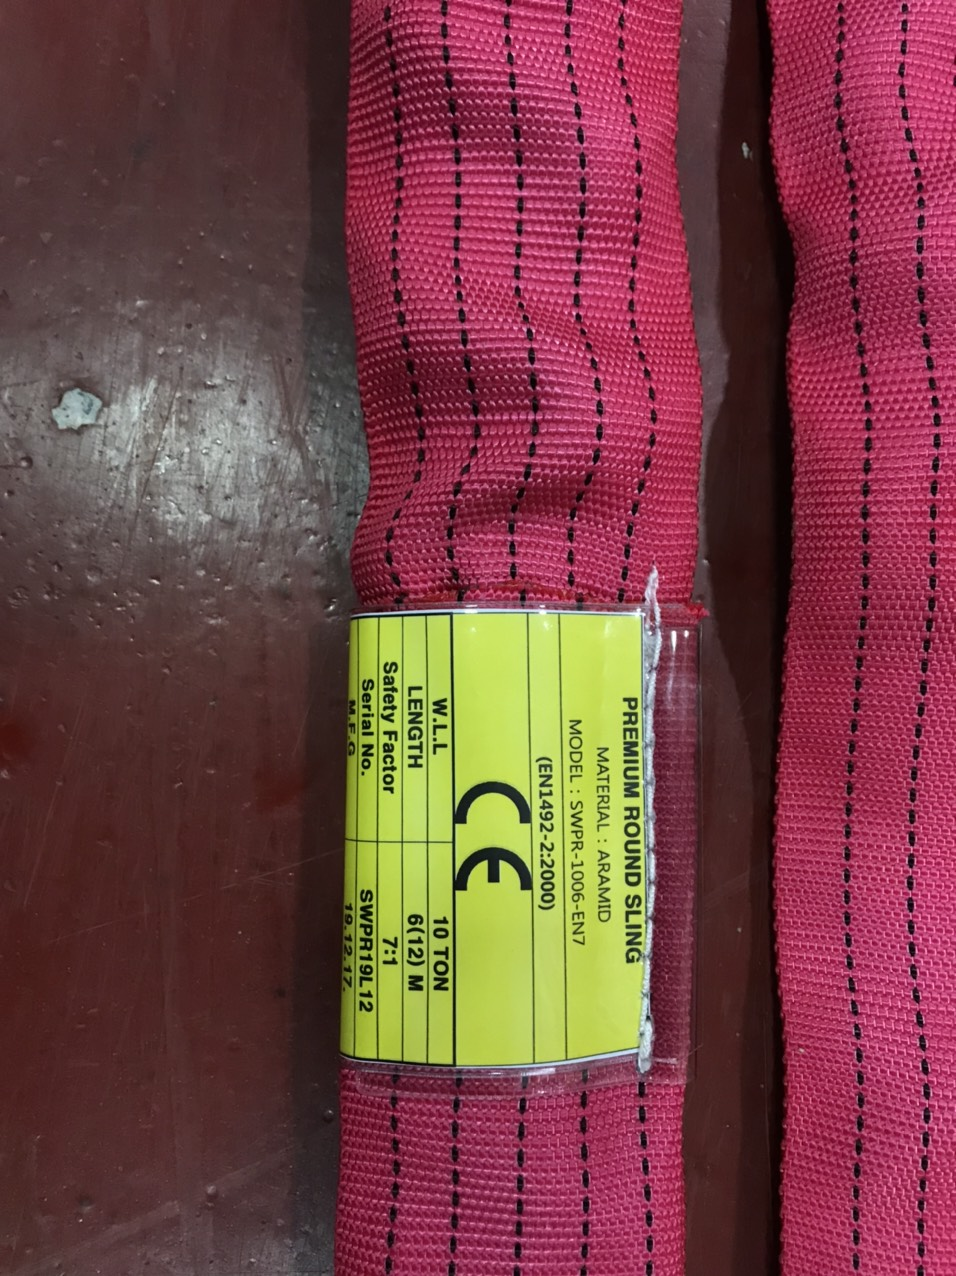 PREMIUM ROUND SLING
MATERIAL : ARAMID
MODEL : SWPR-1006-EN7
(EN1492-2:2000)
CE
W.L.L 10 TON
LENGTH 6(12) M
Safety Factor 7:1
Serial No. SWPR19L12
M.F.G 19.12.17.